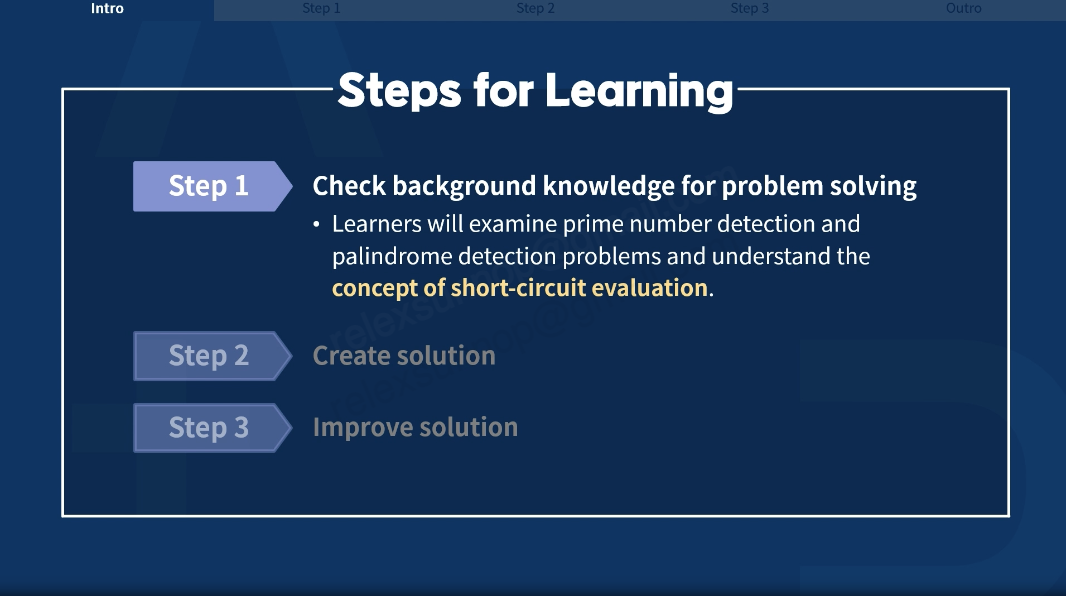 Intro Step 1 Step 2 Step 3 Outro
Steps for Learning
Step 1 Check background knowledge for problem solving
• Learners will examine prime number detection and
palindrome detection problems and understand the
concept of short-circuit evaluation.
Step 2 Create solution
Step 3 Improve solution